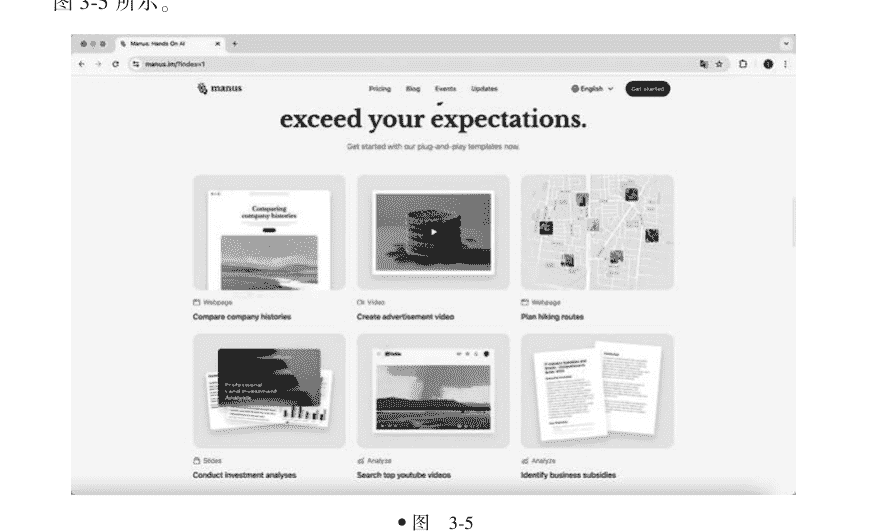 图 3-5 所示。
Manus: Hands On AI
manus.im/?index=1
manus Pricing Blog Events Updates English Get started
exceed your expectations.
Get started with our plug-and-play templates now.
Comparing
company histories
Webpage Video Webpage
Compare company histories Create advertisement video Plan hiking routes
Professional
Land Investment
Analysis
Slides Analyze Analyze
Conduct investment analyses Search top youtube videos Identify business subsidies
●图 3-5